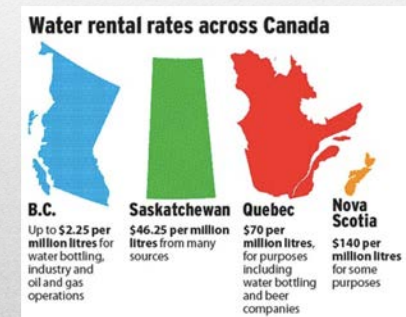 Water rental rates across Canada
B.C.
Up to $2.25 per
million litres for
water bottling,
industry and
oil and gas
operations
Saskatchewan
$46.25 per million
litres from many
sources
Quebec
$70 per
million litres,
for purposes
including
water bottling
and beer
companies
Nova
Scotia
$140 per
million litres
for some
purposes